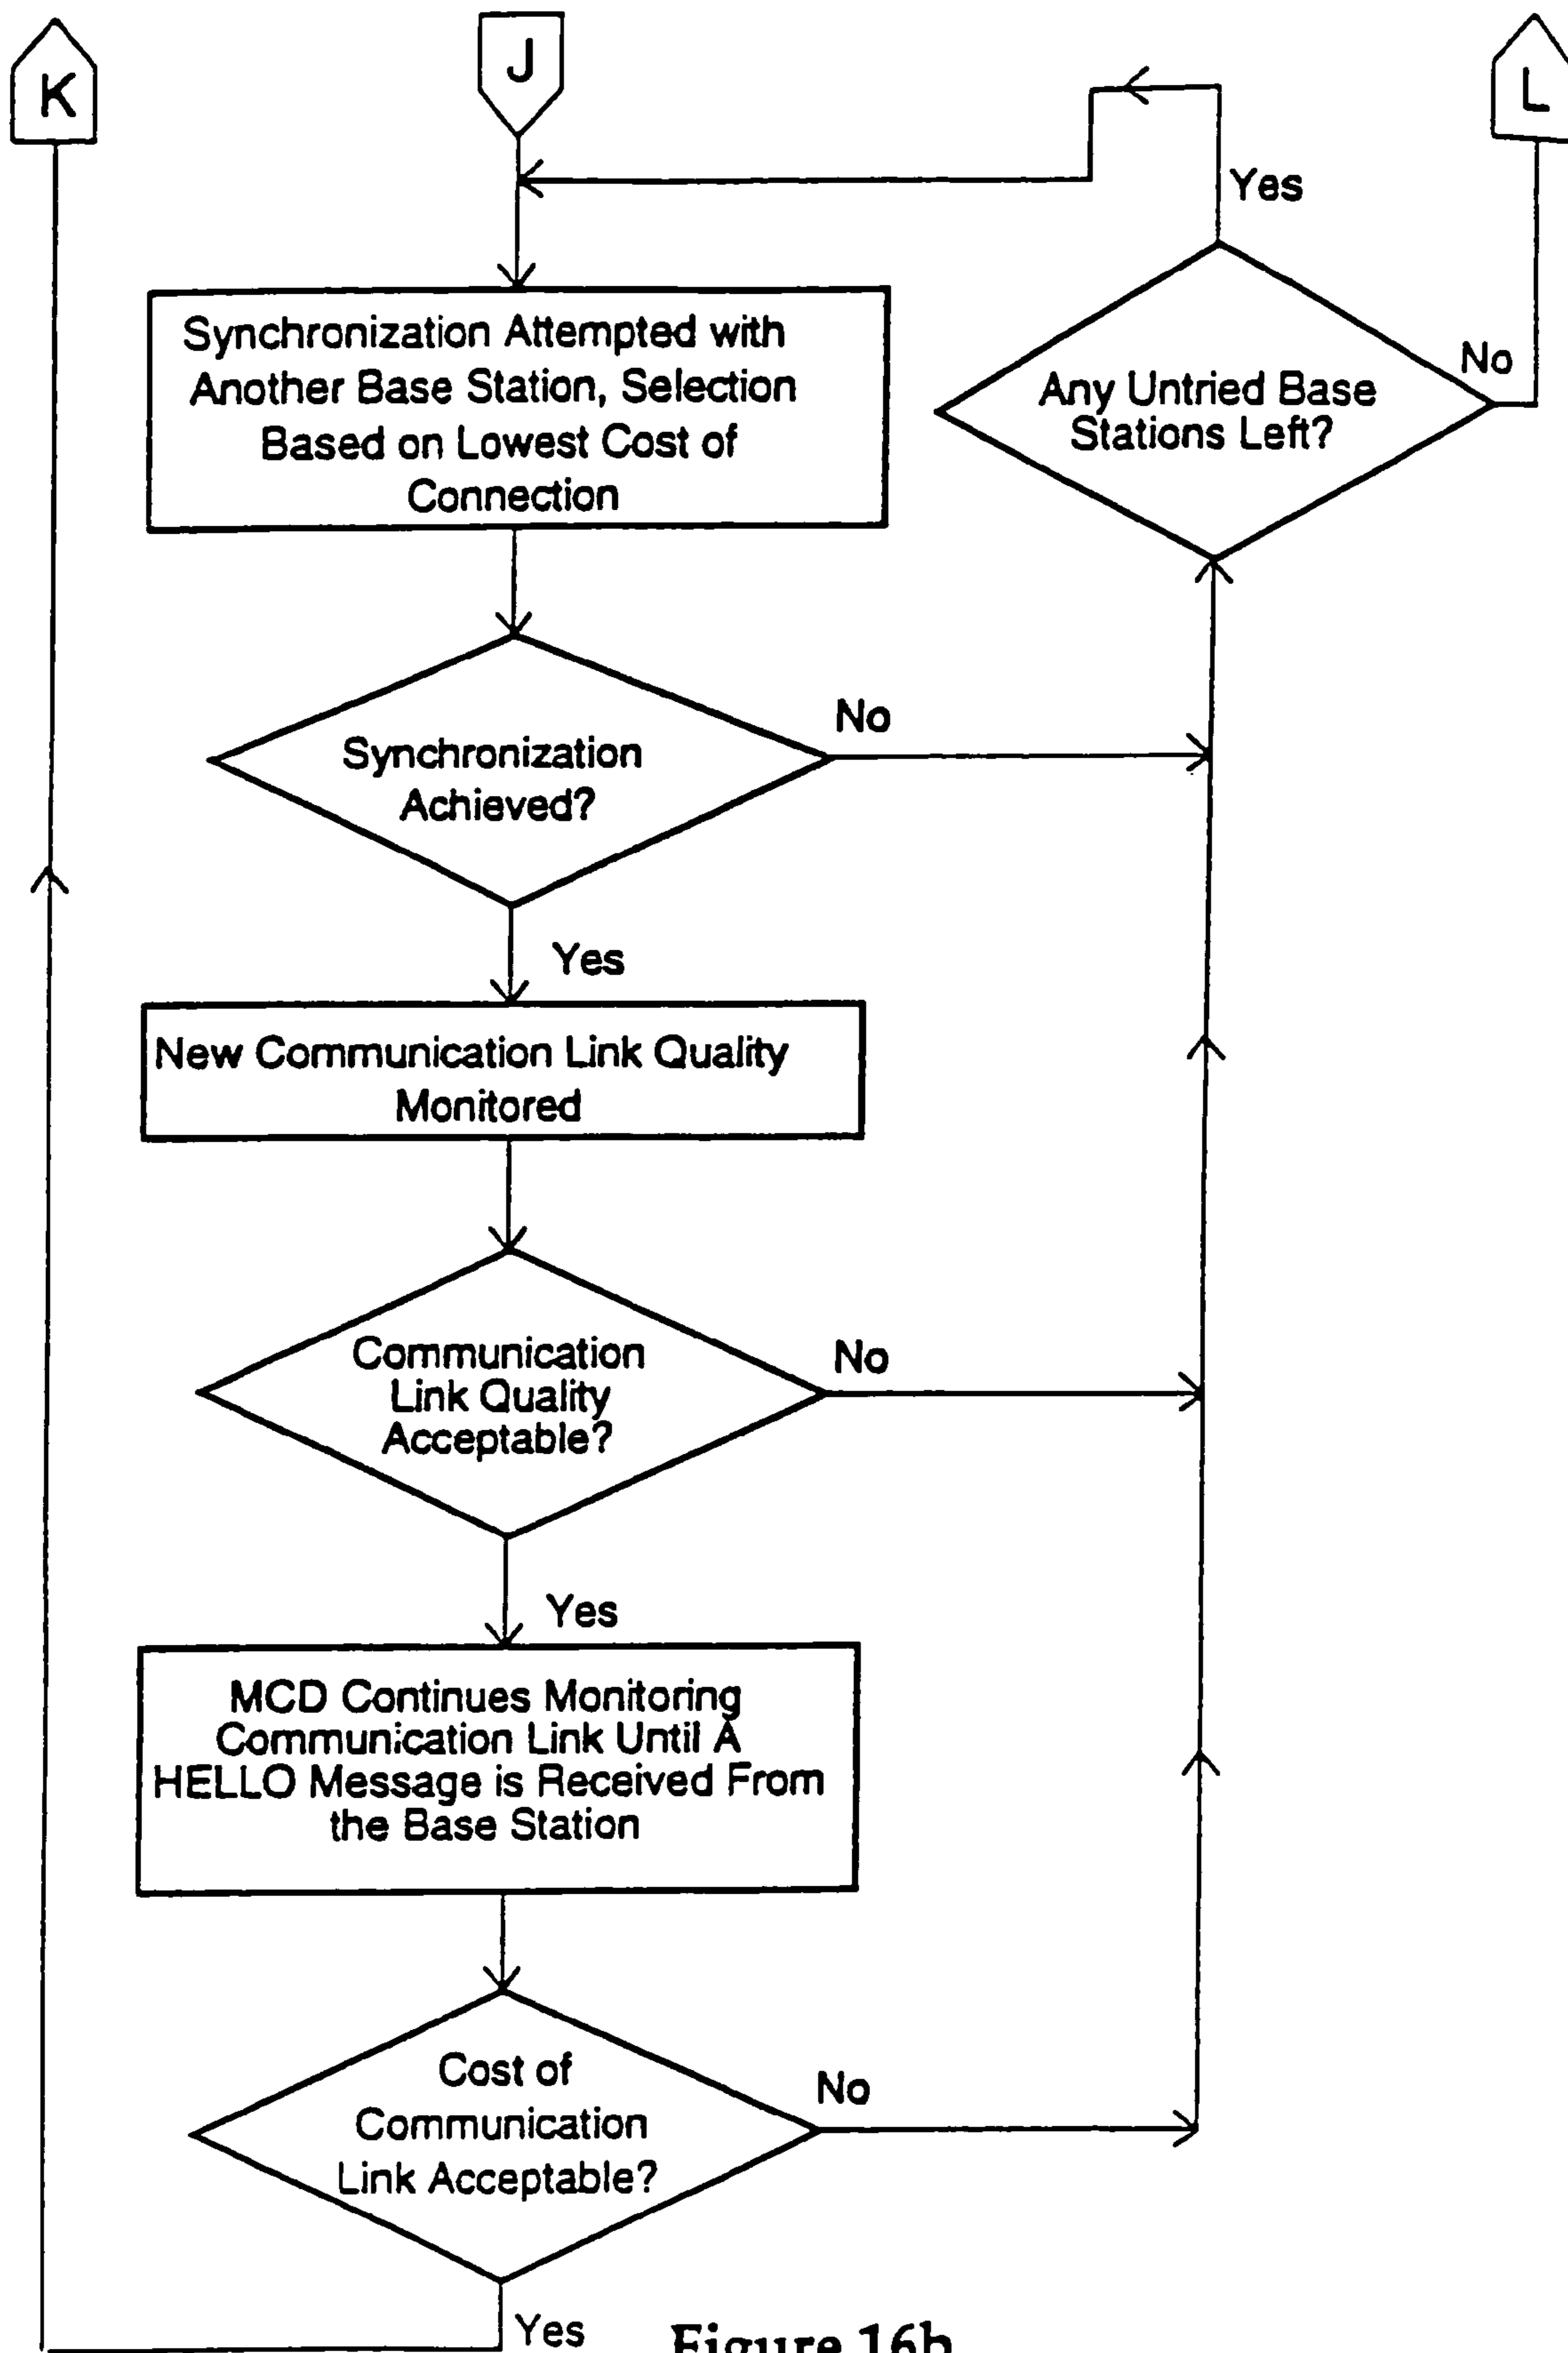 K
J
L
Yes
Synchronization Attempted with
Another Base Station, Selection
Based on Lowest Cost of
Connection
No
Any Untried Base
Stations Left?
No
Synchronization
Achieved?
Yes
New Communication Link Quality
Monitored
No
Communication
Link Quality
Acceptable?
Yes
MCD Continues Monitoring
Communication Link Until A
HELLO Message is Received From
the Base Station
No
Cost of
Communication
Link Acceptable?
Yes
Figure 16b